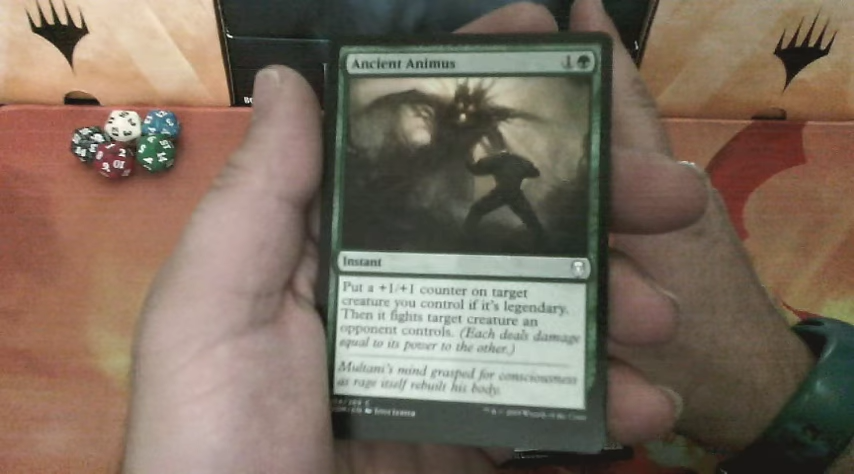 Ancient Animus 1
Instant
Put a +1/+1 counter on target
creature you control if it's legendary.
Then it fights target creature an
opponent controls. (Each deals damage
equal to its power to the other.)
Multani's mind grasped for consciousness
as rage itself rebuilt his body.